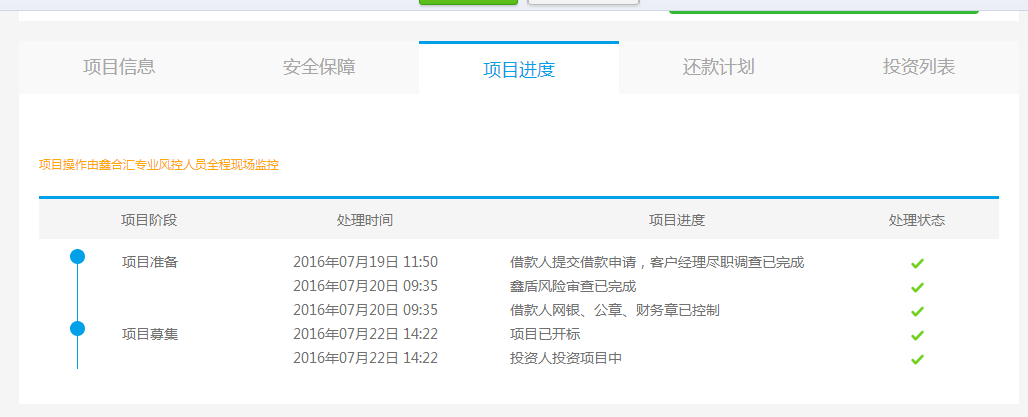 项目信息 安全保障 项目进度 还款计划 投资列表
项目操作由鑫合汇专业风控人员全程现场监控
项目阶段 处理时间 项目进度 处理状态
项目准备 2016年07月19日 11:50 借款人提交借款申请，客户经理尽职调查已完成
2016年07月20日 09:35 鑫盾风险审查已完成
2016年07月20日 09:35 借款人网银、公章、财务章已控制
项目募集 2016年07月22日 14:22 项目已开标
2016年07月22日 14:22 投资人投资项目中